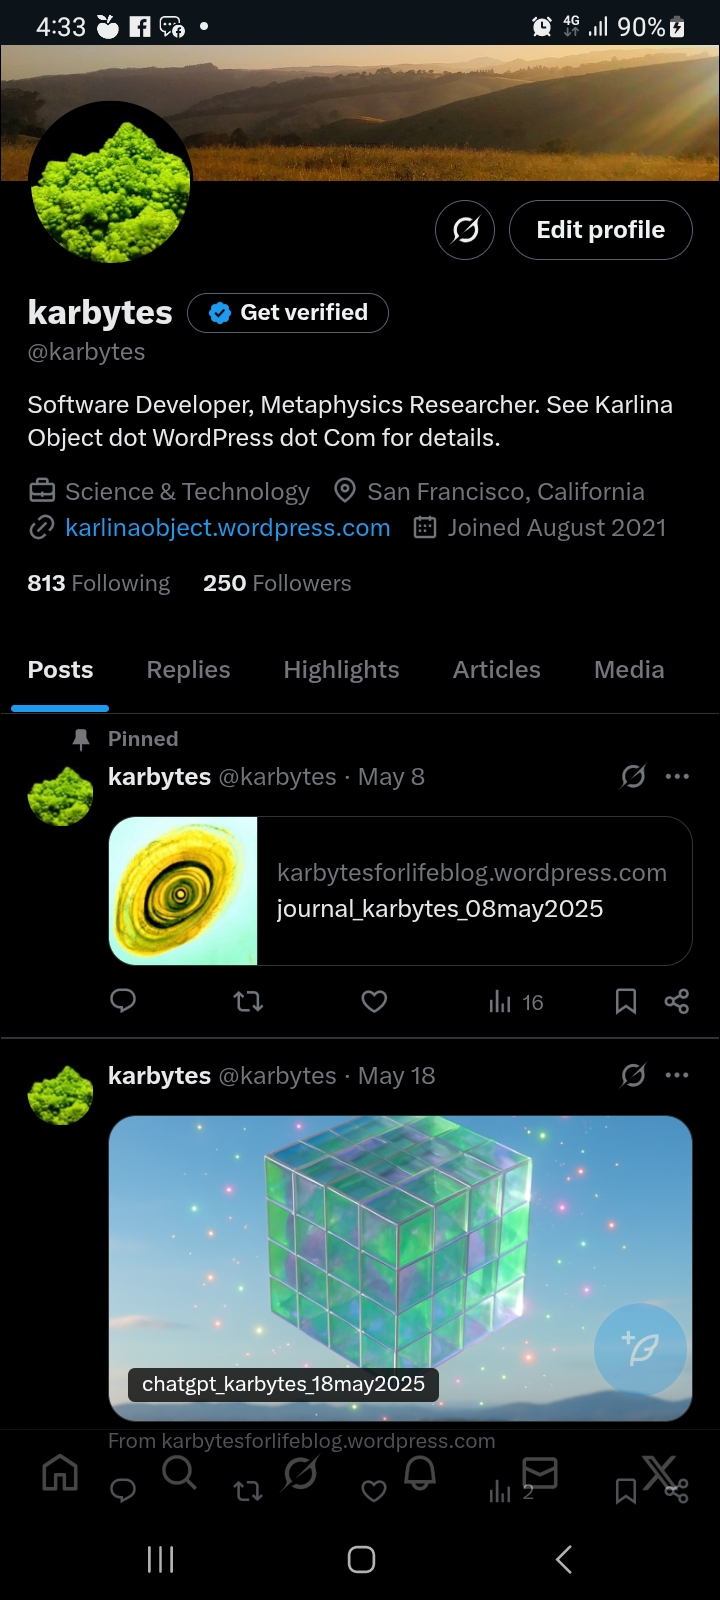 4:33
4G
90%
Edit profile
karbytes
Get verified
@karbytes
Software Developer, Metaphysics Researcher. See Karlina
Object dot WordPress dot Com for details.
Science & Technology
San Francisco, California
karlinaobject.wordpress.com
Joined August 2021
813 Following
250 Followers
Posts
Replies
Highlights
Articles
Media
Pinned
karbytes @karbytes · May 8
karbytesforlifeblog.wordpress.com
journal_karbytes_08may2025
16
karbytes @karbytes · May 18
chatgpt_karbytes_18may2025
From karbytesforlifeblog.wordpress.com
2